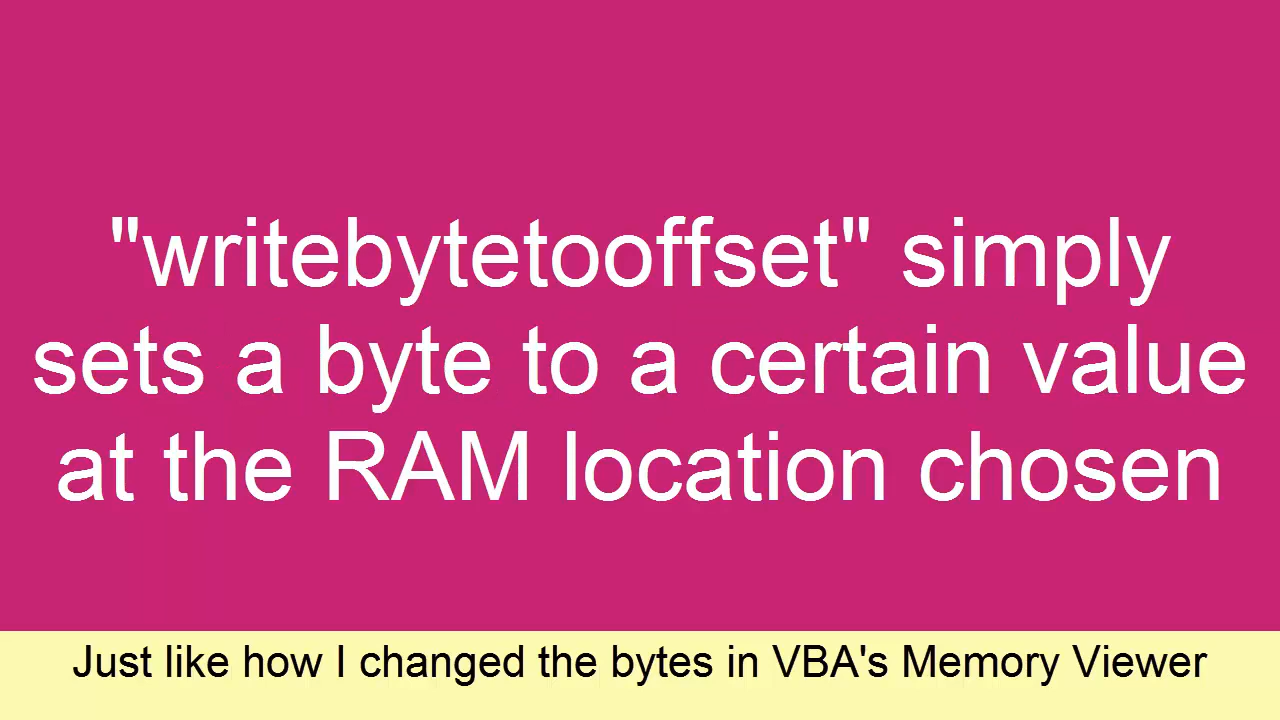 "writebytetooffset" simply
sets a byte to a certain value
at the RAM location chosen
Just like how I changed the bytes in VBA's Memory Viewer